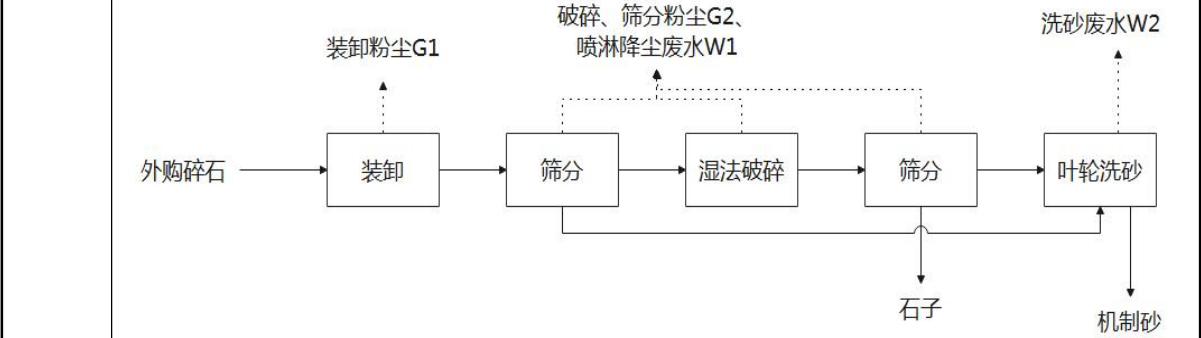 破碎、筛分粉尘G2、
喷淋降尘废水W1
装卸粉尘G1
洗砂废水W2
外购碎石
装卸
筛分
湿法破碎
筛分
叶轮洗砂
石子
机制砂